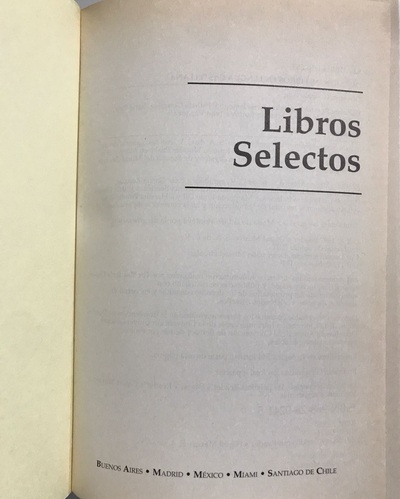 Libros
Selectos
BUENOS AIRES • MADRID • MÉXICO • MIAMI • SANTIAGO DE CHILE